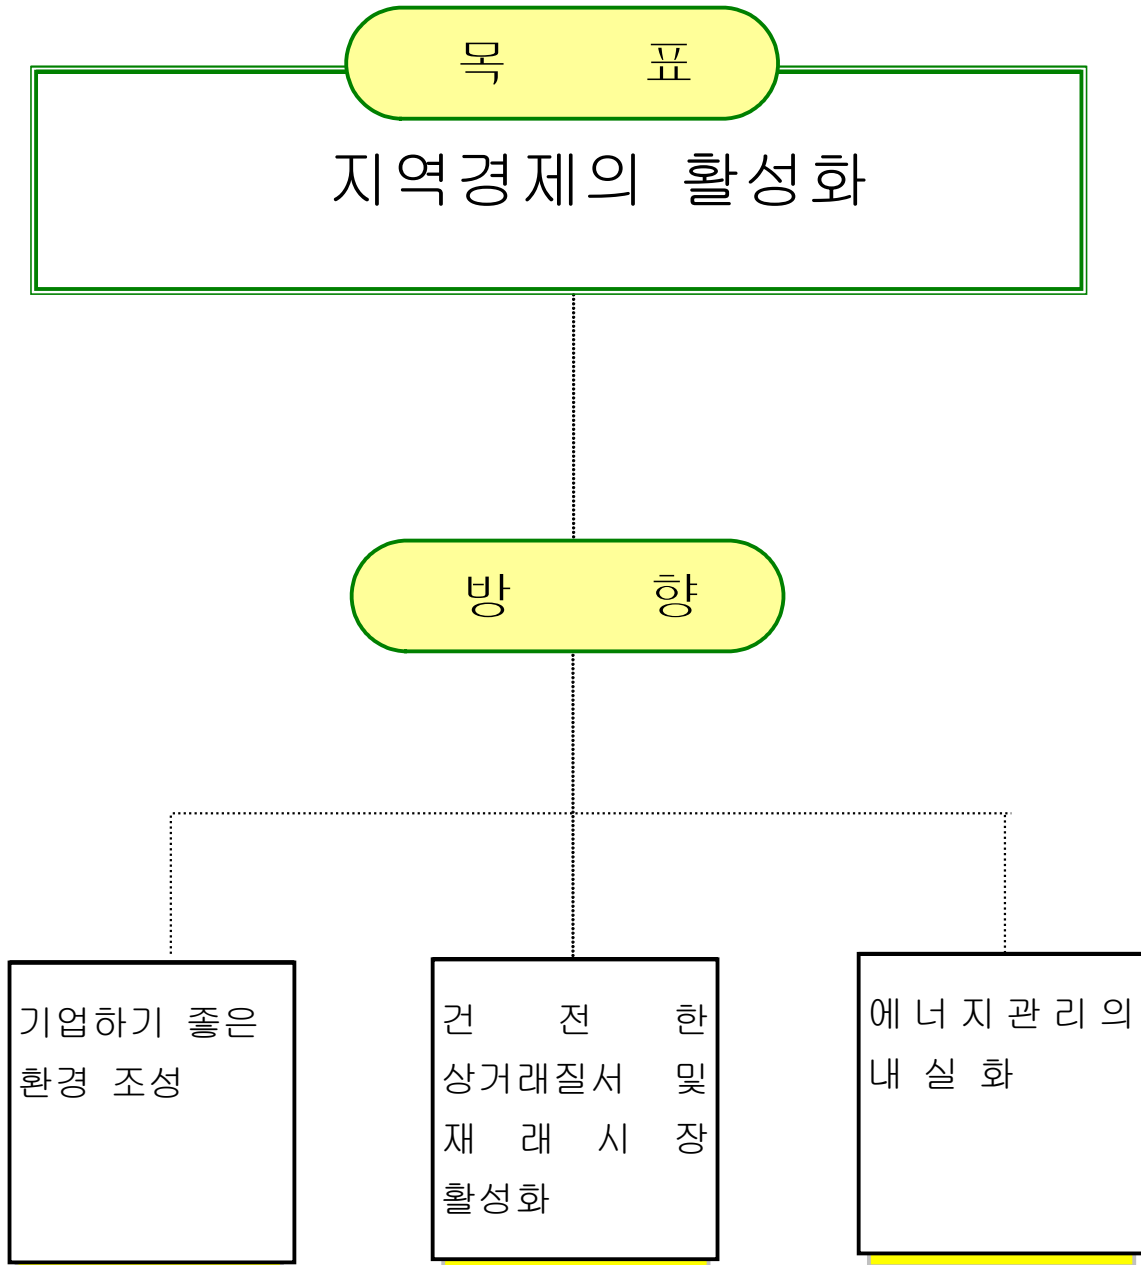 목 표
지역경제의 활성화
방 향
기업하기 좋은
환경 조성
건 전 한
상거래질서 및
재 래 시 장
활성화
에너지관리의
내 실 화